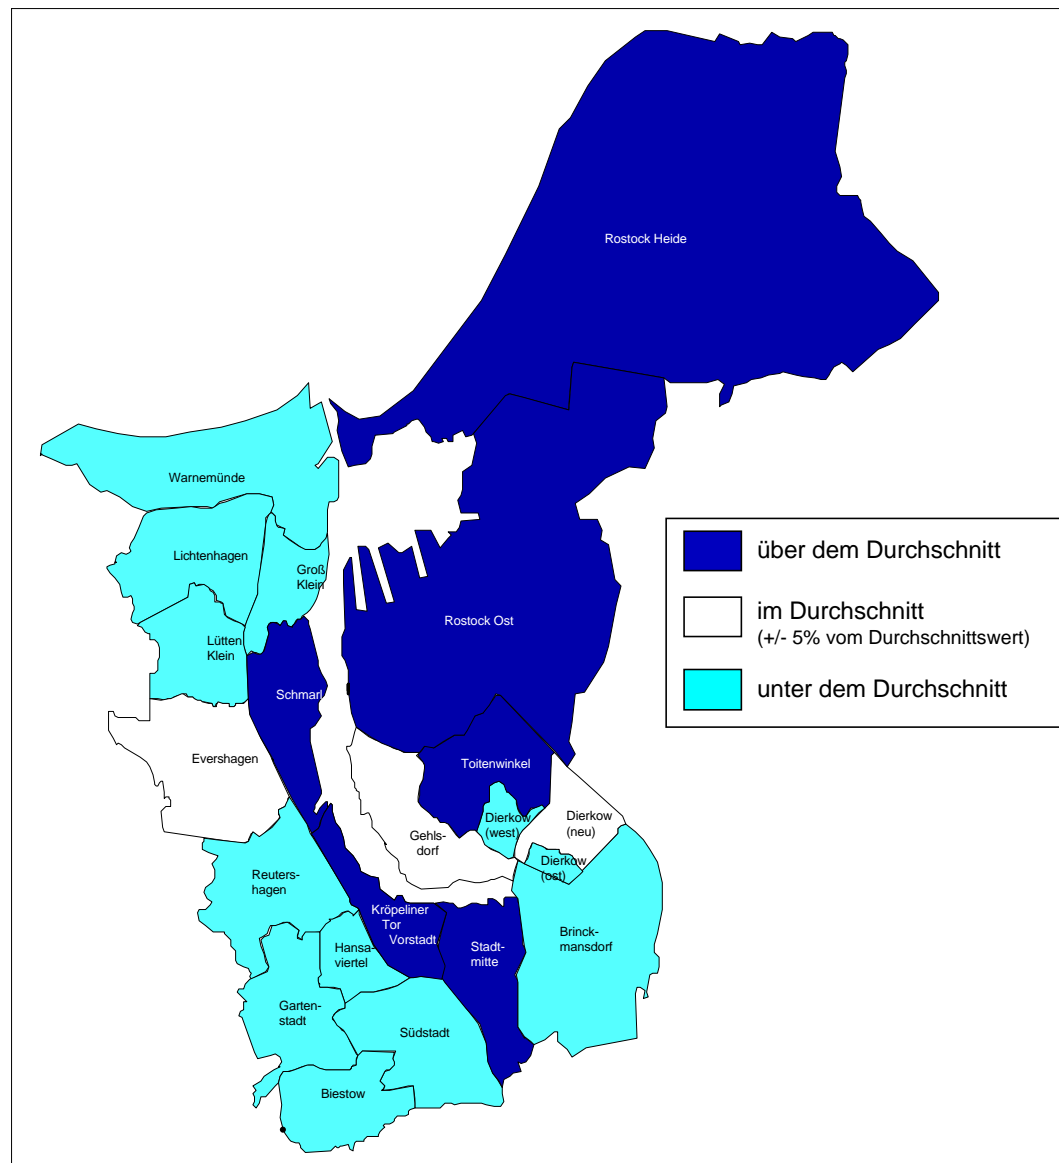 Rostock Heide
Warnemünde
Lichtenhagen
Groß
Klein
Lütten
Klein
Rostock Ost
Schmarl
Evershagen
Toitenwinkel
Dierkow
(west)
Dierkow
(neu)
Gehls-
dorf
Dierkow
(ost)
Reuters-
hagen
Kröpeliner
Tor
Vorstadt
Hansa-
viertel
Stadt-
mitte
Brinck-
mansdorf
Garten-
stadt
Südstadt
Biestow
über dem Durchschnitt
im Durchschnitt
(+/- 5% vom Durchschnittswert)
unter dem Durchschnitt